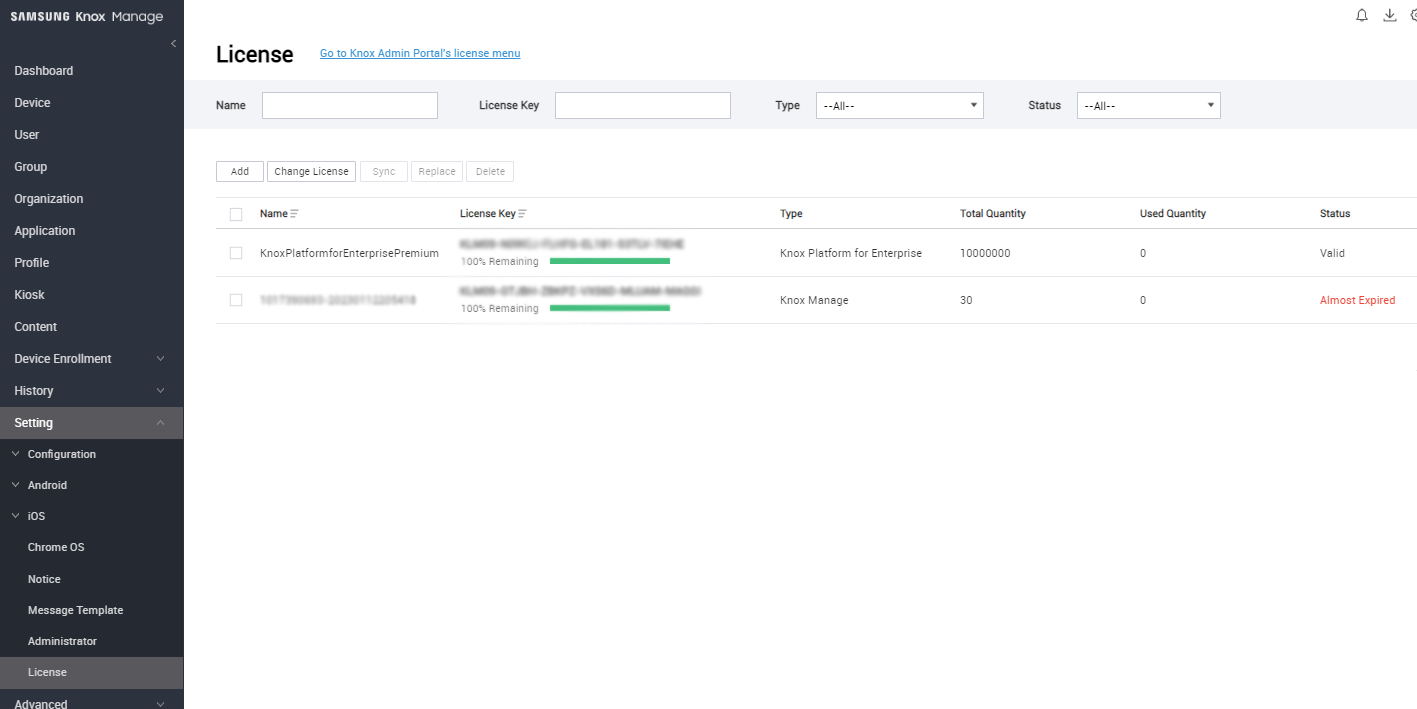 SAMSUNG Knox Manage
Dashboard
Device
User
Group
Organization
Application
Profile
Kiosk
Content
Device Enrollment
History
Setting
Configuration
Android
iOS
Chrome OS
Notice
Message Template
Administrator
License
Advanced
License Go to Knox Admin Portal's license menu
Name License Key Type --All-- Status --All--
Add Change License Sync Replace Delete
Name License Key Type Total Quantity Used Quantity Status
KnoxPlatformforEnterprisePremium Knox Platform for Enterprise 10000000 0 Valid
100% Remaining
Knox Manage 30 0 Almost Expired
100% Remaining